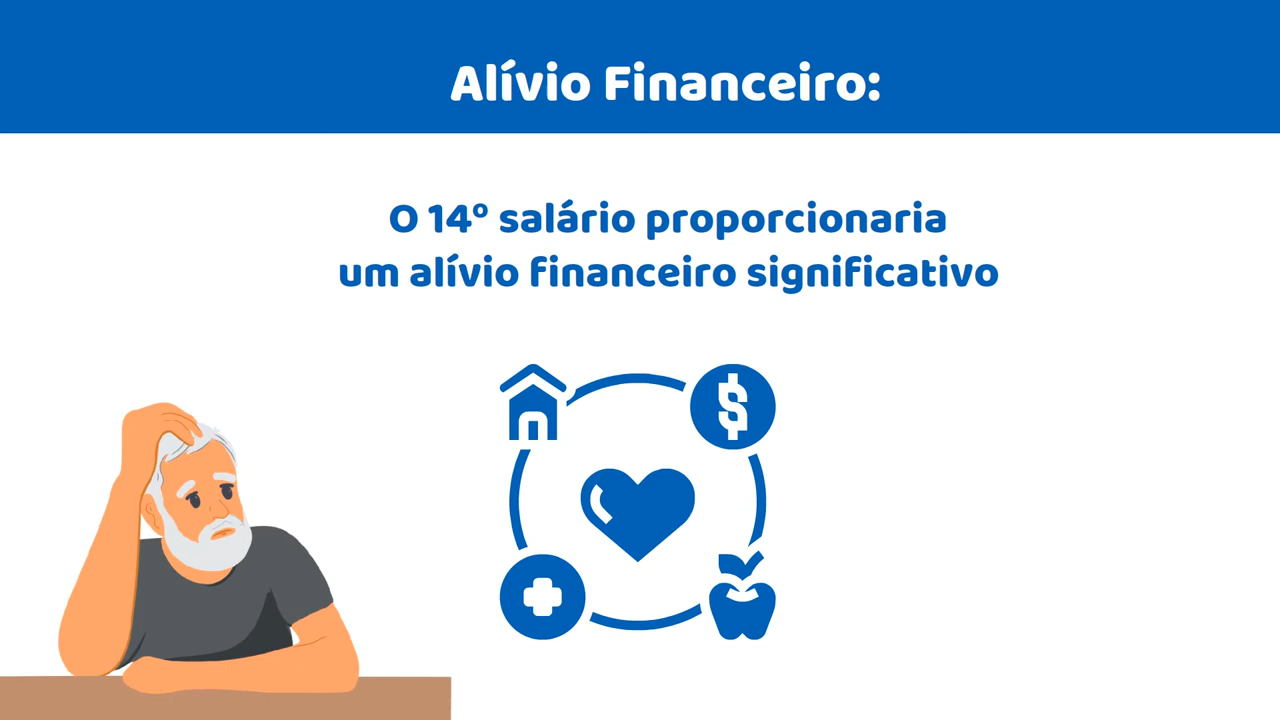 Alívio Financeiro:
O 14º salário proporcionaria
um alívio financeiro significativo